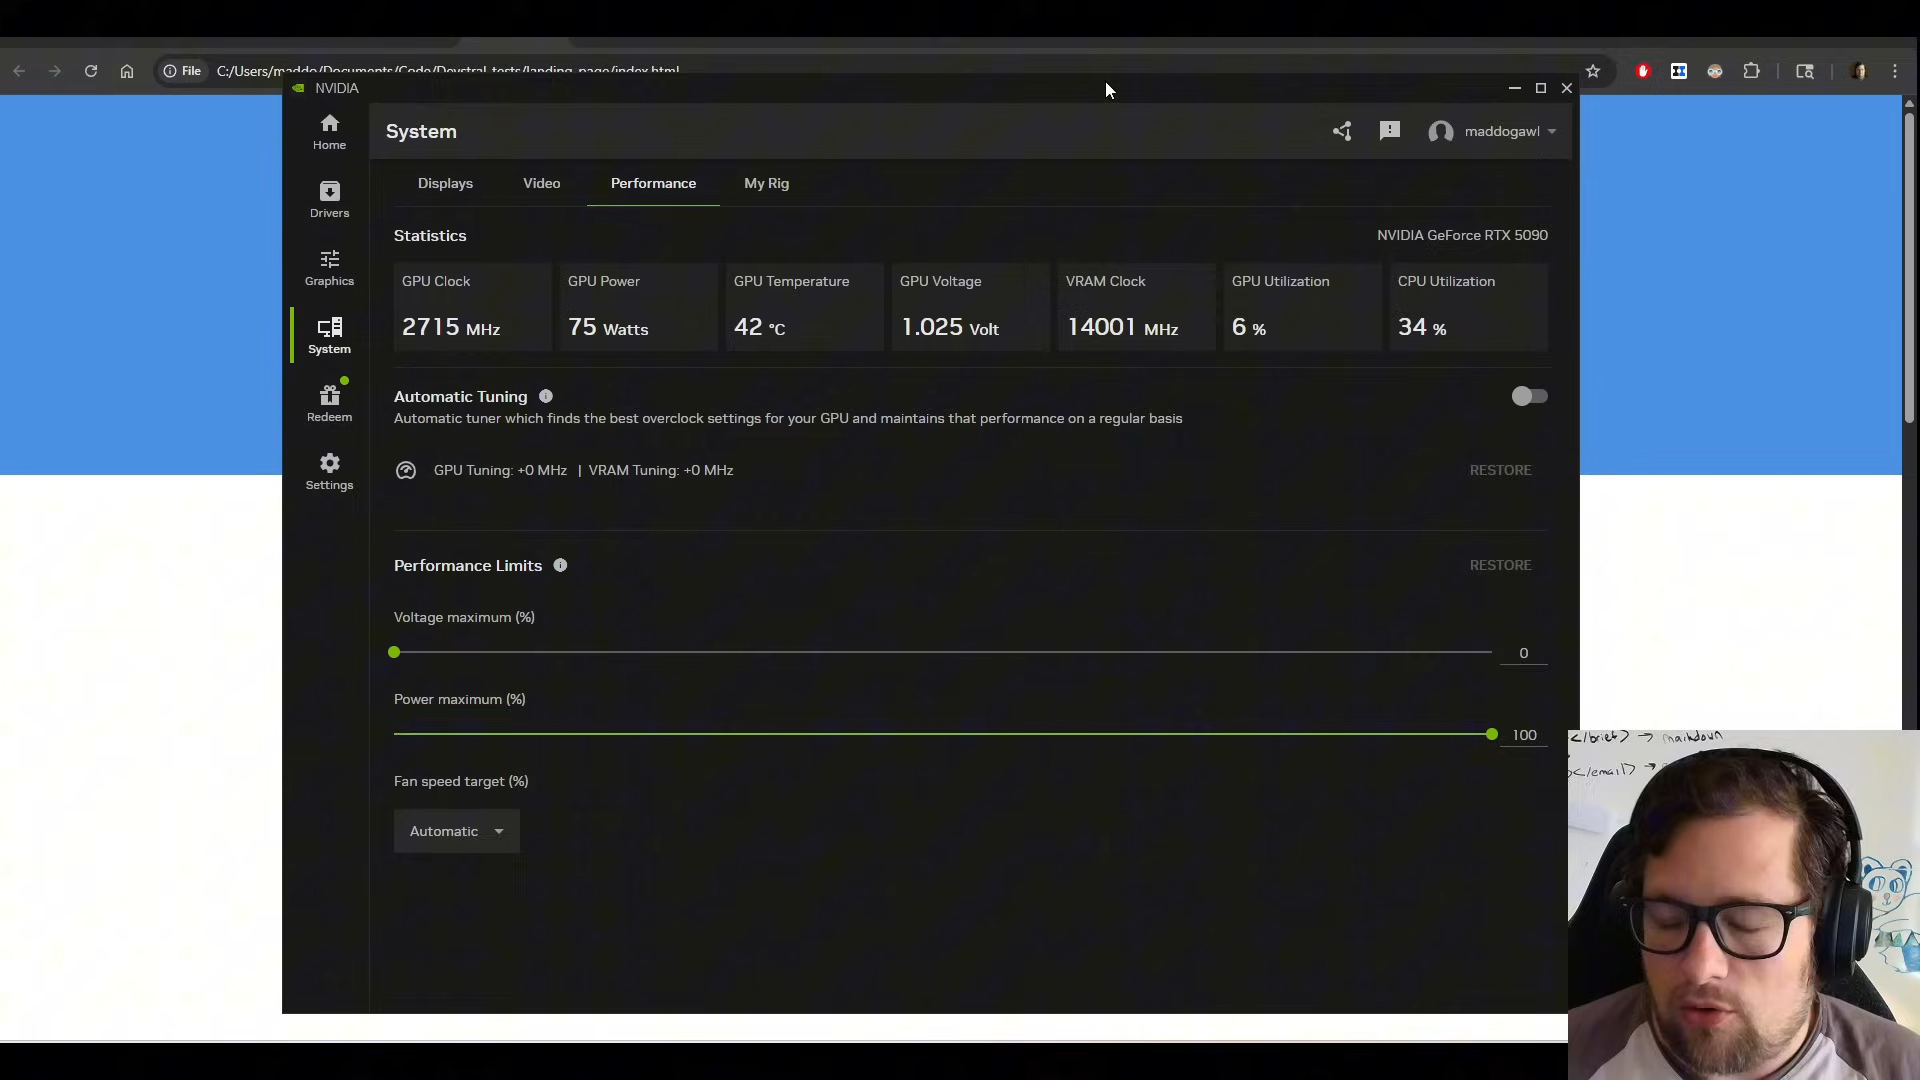 File C:/Users/maddo/Documents/Code/Devstral_tests/landing_page/index.html
NVIDIA
System
maddogawl
Home
Drivers
Graphics
System
Redeem
Settings
Displays Video Performance My Rig
Statistics NVIDIA GeForce RTX 5090
GPU Clock GPU Power GPU Temperature GPU Voltage VRAM Clock GPU Utilization CPU Utilization
2715 MHz 75 Watts 42 °C 1.025 Volt 14001 MHz 6 % 34 %
Automatic Tuning
Automatic tuner which finds the best overclock settings for your GPU and maintains that performance on a regular basis
GPU Tuning: +0 MHz | VRAM Tuning: +0 MHz RESTORE
Performance Limits RESTORE
Voltage maximum (%)
0
Power maximum (%)
100
Fan speed target (%)
Automatic
</brief> → markdown
</email> →